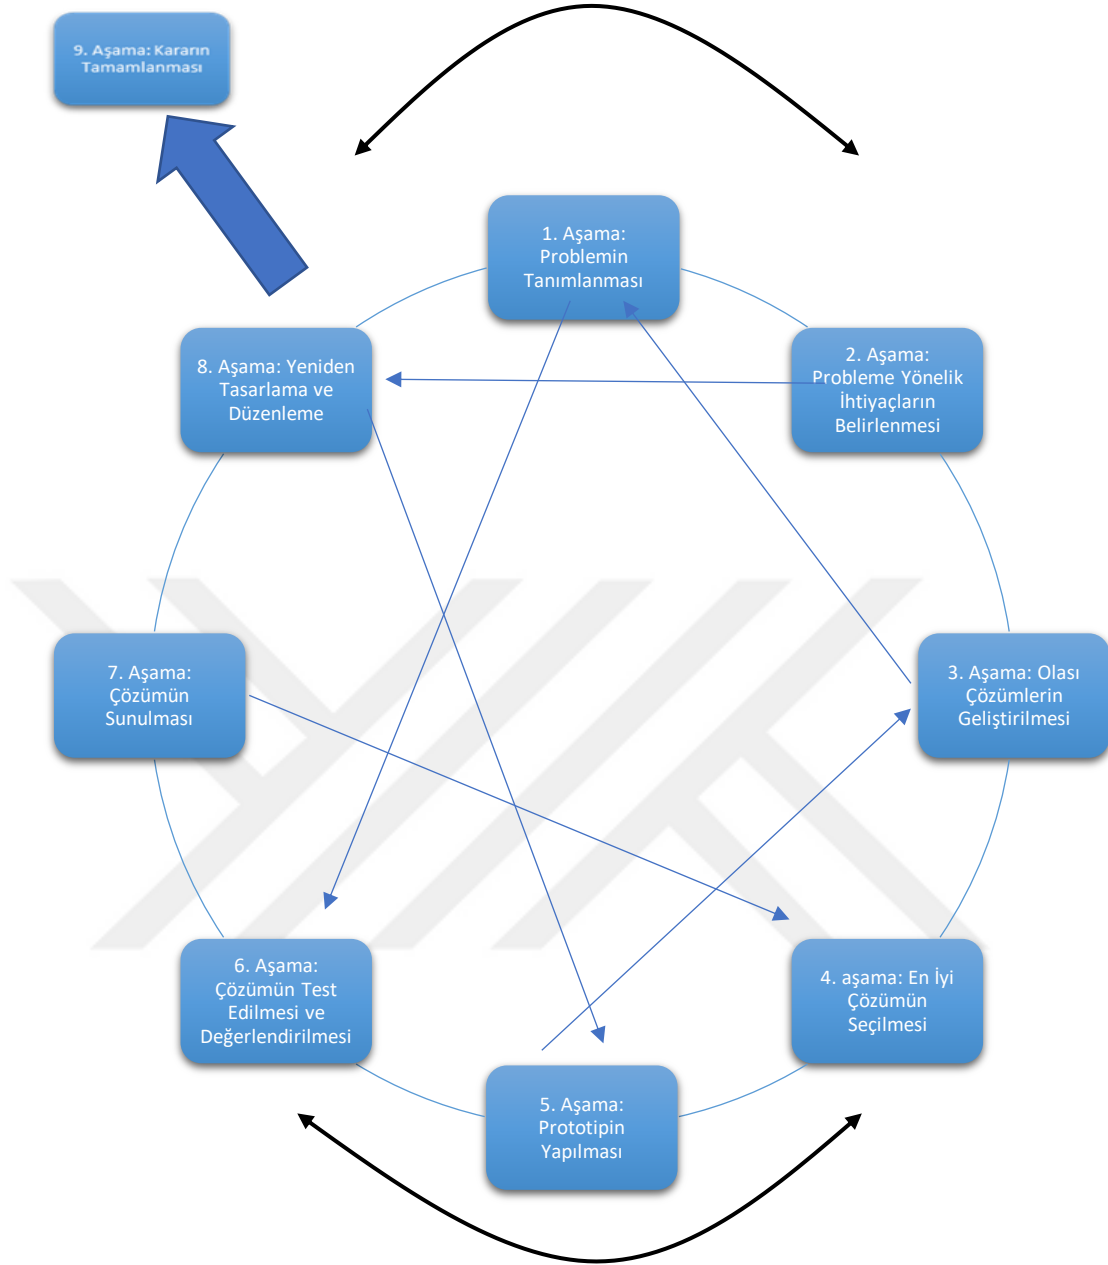 9. Aşama: Kararın
Tamamlanması
1. Aşama:
Problemin
Tanımlanması
2. Aşama:
Probleme Yönelik
İhtiyaçların
Belirlenmesi
3. Aşama: Olası
Çözümlerin
Geliştirilmesi
4. aşama: En İyi
Çözümün
Seçilmesi
5. Aşama:
Prototipin
Yapılması
6. Aşama:
Çözümün Test
Edilmesi ve
Değerlendirilmesi
7. Aşama:
Çözümün
Sunulması
8. Aşama: Yeniden
Tasarlama ve
Düzenleme